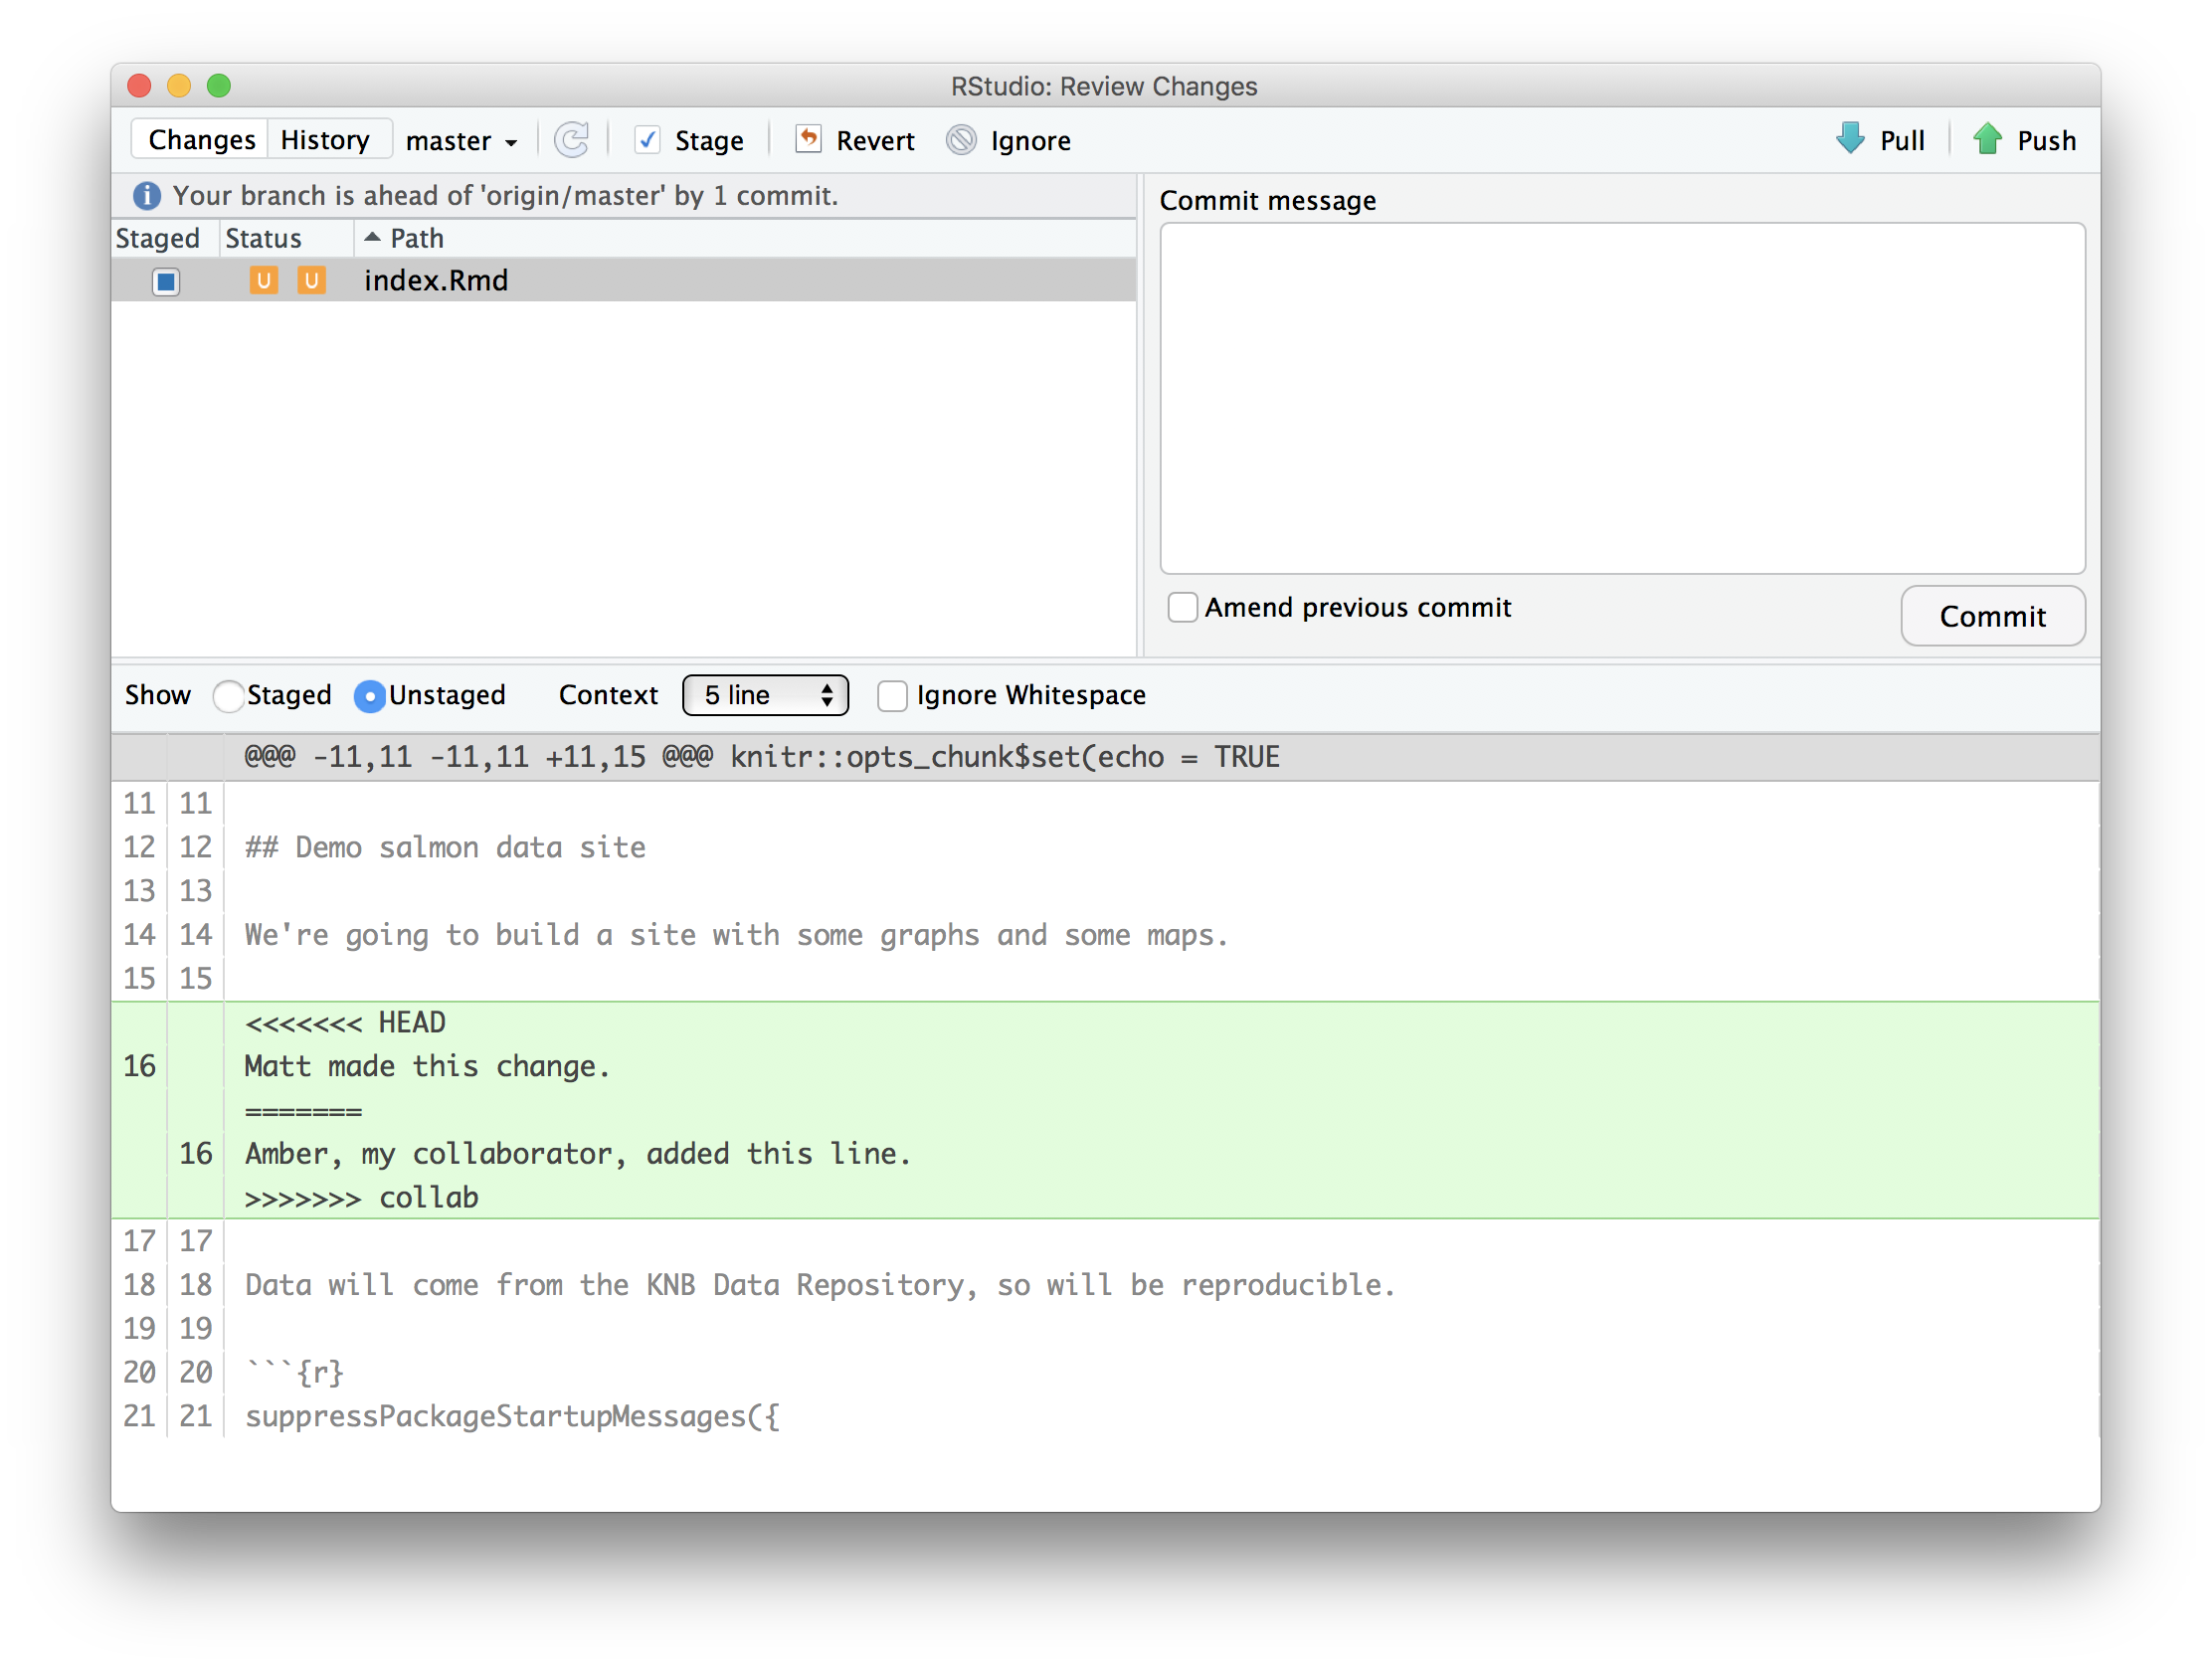 RStudio: Review Changes
Changes History master Stage Revert Ignore Pull Push
Your branch is ahead of 'origin/master' by 1 commit.
Staged Status Path
U U index.Rmd
Commit message
Amend previous commit
Commit
Show Staged Unstaged Context 5 line Ignore Whitespace
@@@ -11,11 -11,11 +11,15 @@@ knitr::opts_chunk$set(echo = TRUE
11 11
12 12 ## Demo salmon data site
13 13
14 14 We're going to build a site with some graphs and some maps.
15 15
<<<<<<< HEAD
16 Matt made this change.
=======
16 Amber, my collaborator, added this line.
>>>>>>> collab
17 17
18 18 Data will come from the KNB Data Repository, so will be reproducible.
19 19
20 20 ```{r}
21 21 suppressPackageStartupMessages({